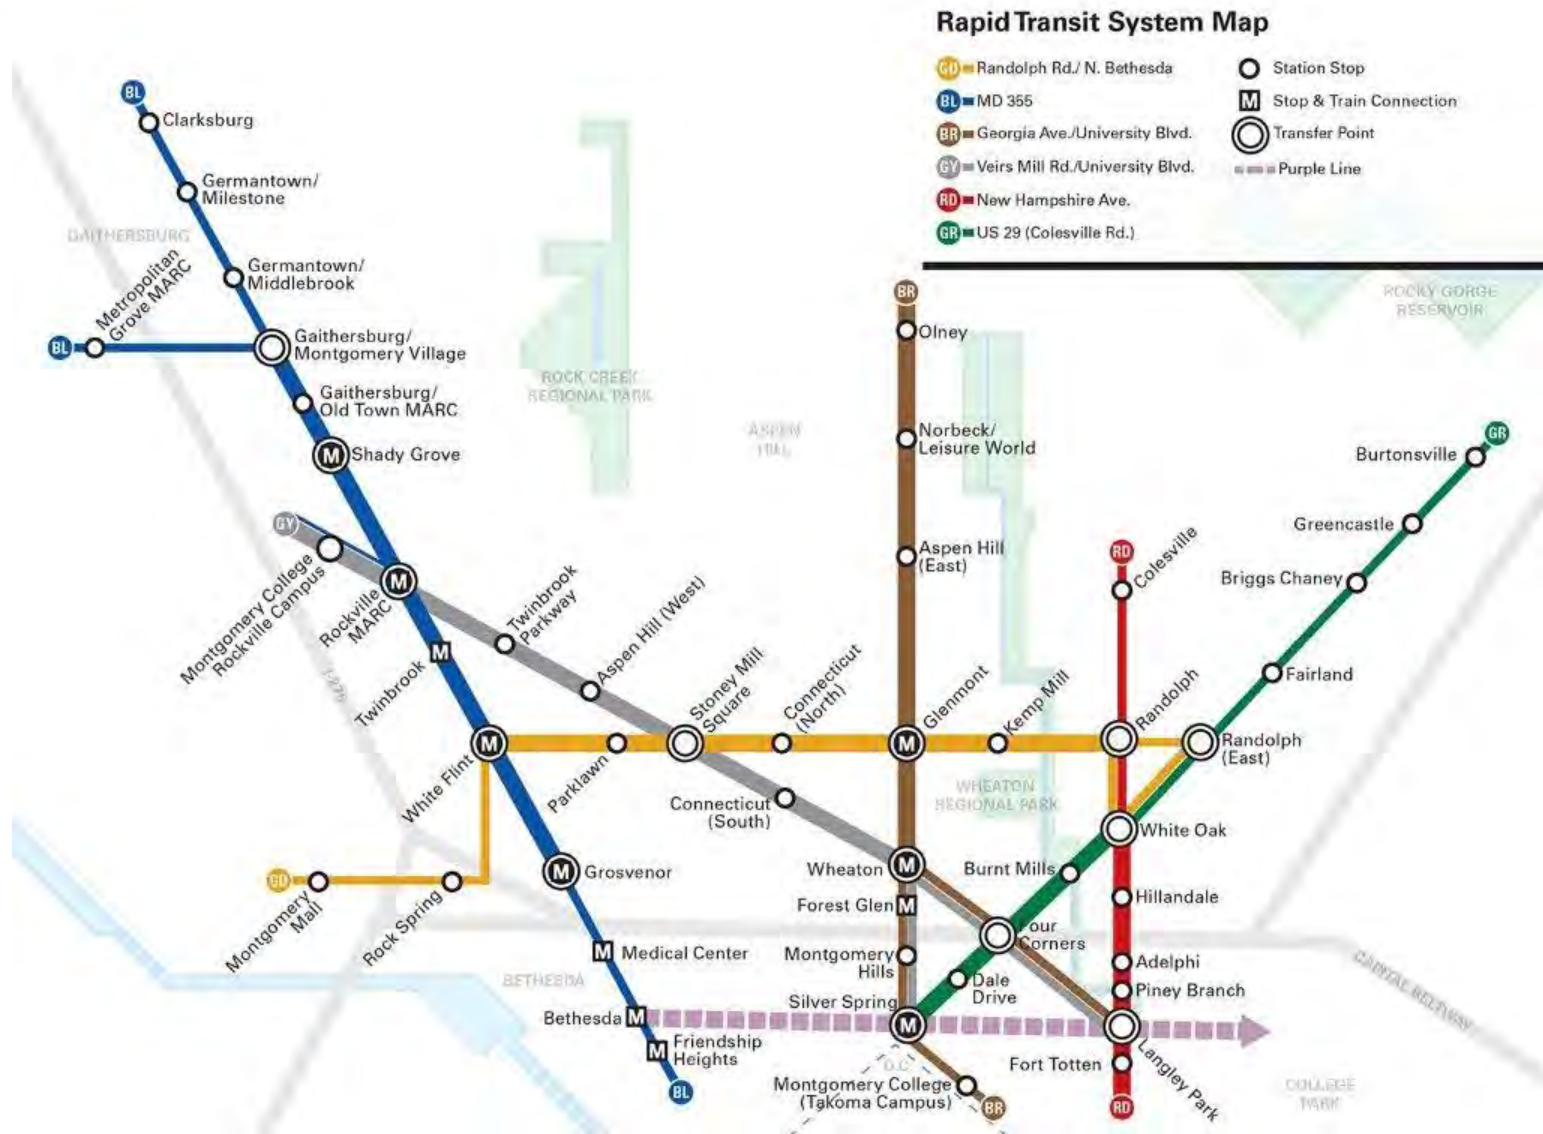 Rapid Transit System Map
GD Randolph Rd./ N. Bethesda
BL MD 355
BR Georgia Ave./University Blvd.
GY Veirs Mill Rd./University Blvd.
RD New Hampshire Ave.
GR US 29 (Colesville Rd.)
Station Stop
M Stop & Train Connection
Transfer Point
Purple Line
BL
Clarksburg
Germantown/
Milestone
GAITHERSBURG
Germantown/
Middlebrook
Metropolitan
Grove MARC
BL
Gaithersburg/
Montgomery Village
Gaithersburg/
Old Town MARC
M Shady Grove
ROCK CREEK
REGIONAL PARK
ASPEN
HILL
BR
Olney
Norbeck/
Leisure World
Aspen Hill
(East)
ROCKY GORGE
RESERVOIR
GR
Burtonsville
Greencastle
Briggs Chaney
Fairland
RD
Colesville
GY
Montgomery College
Rockville Campus
M
Rockville
MARC
Twinbrook
Parkway
Aspen Hill (West)
M
Twinbrook
I-270
Stoney Mill
Square
Connecticut
(North)
Glenmont
M
Kemp Mill
Randolph
Randolph
(East)
M
White Flint
Parklawn
Connecticut
(South)
WHEATON
REGIONAL PARK
White Oak
GD
Montgomery
Mall
Rock Spring
M Grosvenor
Wheaton M
Burnt Mills
Forest Glen M
Hillandale
Four
Corners
M Medical Center
Montgomery
Hills
Adelphi
BETHESDA
Dale
Drive
Piney Branch
CAPITAL BELTWAY
Silver Spring
M
Bethesda M
M Friendship
Heights
Fort Totten
Langley Park
D.C.
Montgomery College
(Takoma Campus)
BL
BR
RD
COLLEGE
PARK